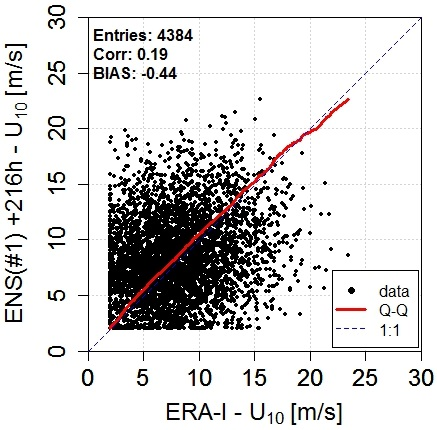 Entries: 4384
Corr: 0.19
BIAS: -0.44
30
25
20
15
10
5
0
ENS(#1) +216h - U10 [m/s]
data
Q-Q
1:1
0 5 10 15 20 25 30
ERA-I - U10 [m/s]